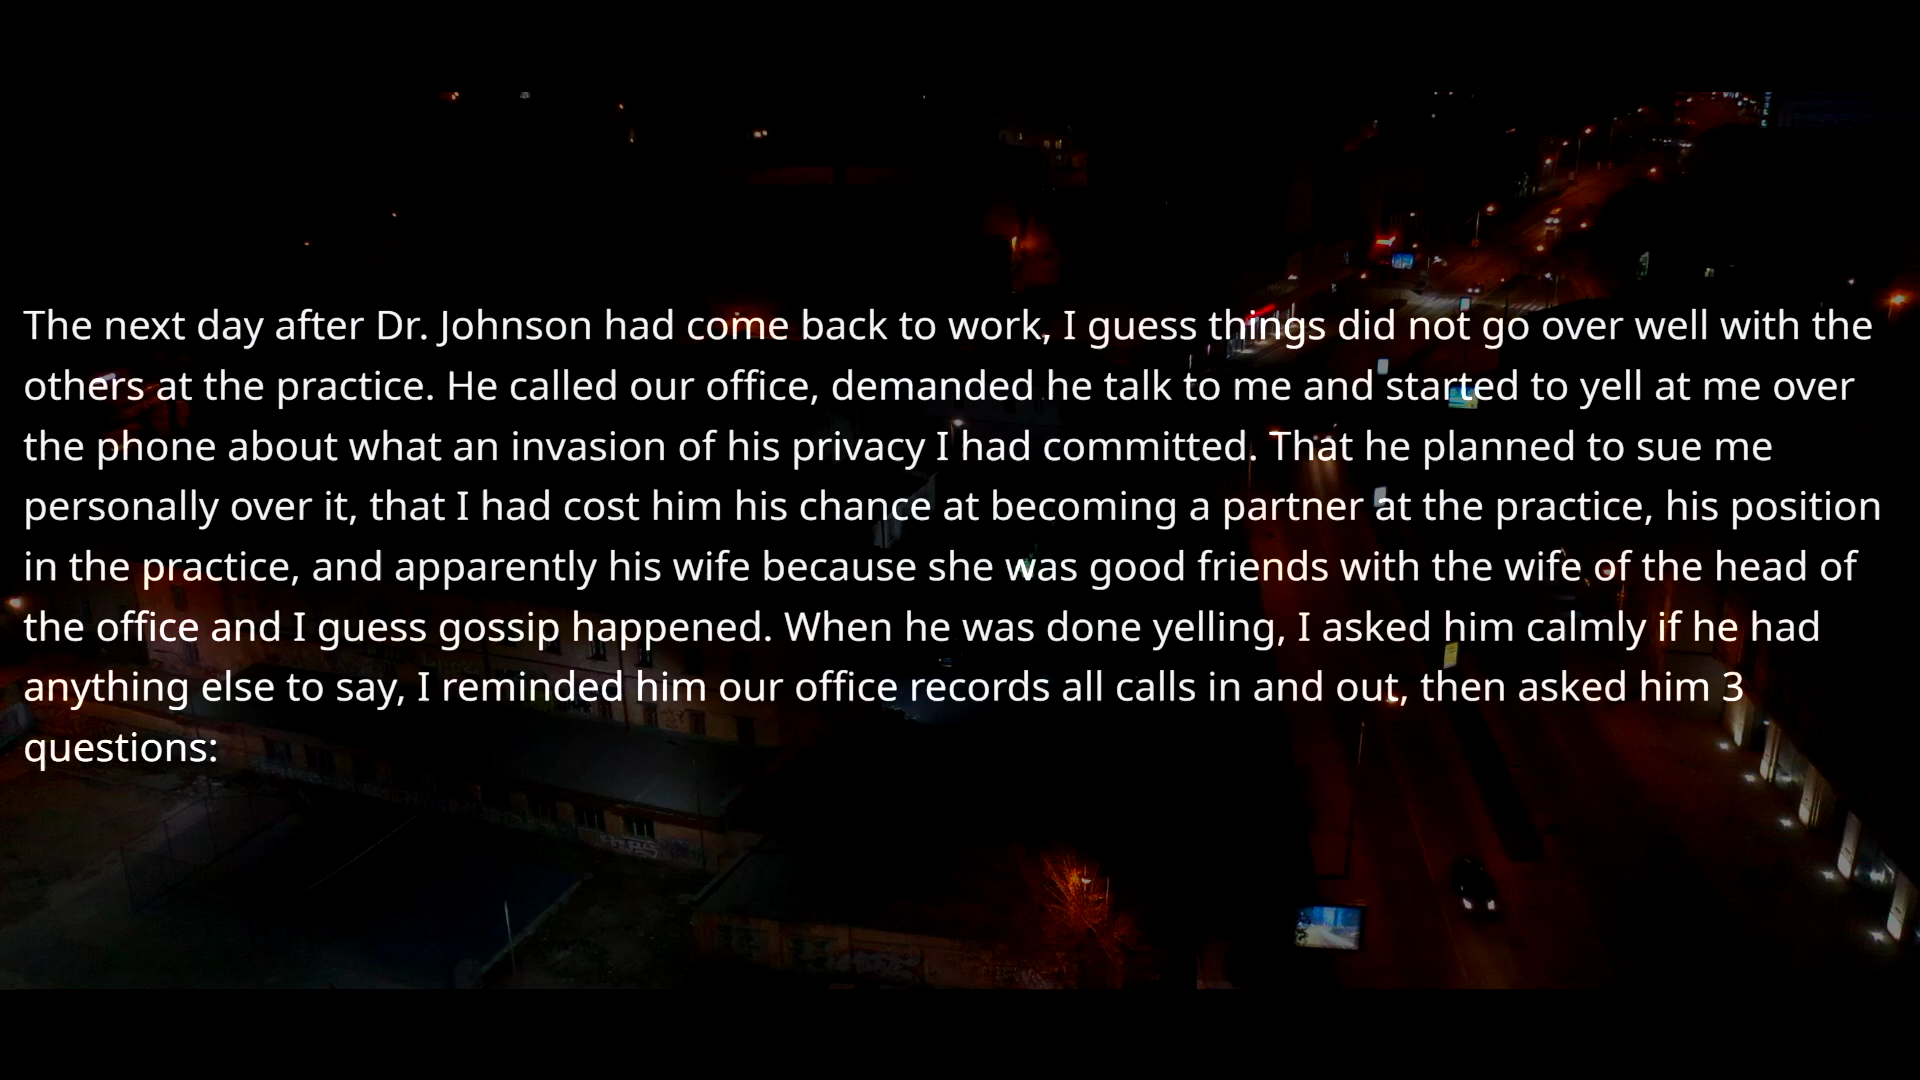 The next day after Dr. Johnson had come back to work, I guess things did not go over well with the
others at the practice. He called our office, demanded he talk to me and started to yell at me over
the phone about what an invasion of his privacy I had committed. That he planned to sue me
personally over it, that I had cost him his chance at becoming a partner at the practice, his position
in the practice, and apparently his wife because she was good friends with the wife of the head of
the office and I guess gossip happened. When he was done yelling, I asked him calmly if he had
anything else to say, I reminded him our office records all calls in and out, then asked him 3
questions: